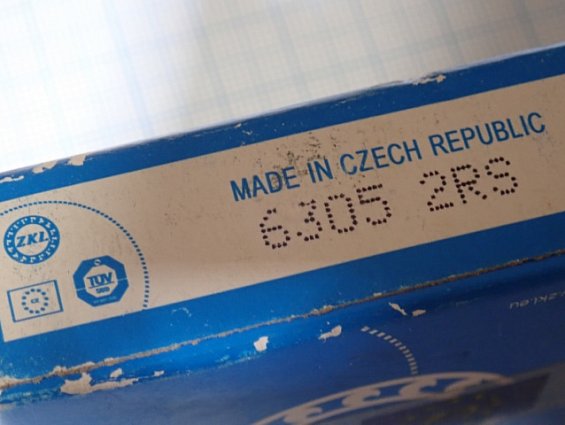 MADE IN CZECH REPUBLIC
6305 2RS
ZKL
TÜV